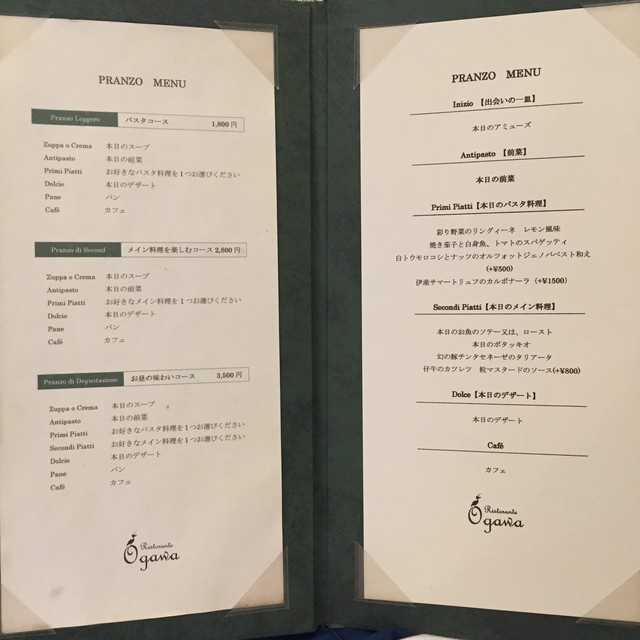 PRANZO MENU
Pranzo Leggero パスタコース 1,800円
Zuppa o Crema 本日のスープ
Antipasto 本日の前菜
Primi Piatti お好きなパスタ料理を1つお選びください
Dolcie 本日のデザート
Pane パン
Café カフェ
Pranzo di Second メイン料理を楽しむコース 2,800円
Zuppa o Crema 本日のスープ
Antipasto 本日の前菜
Primi Piatti お好きなメイン料理を1つお選びください
Dolcie 本日のデザート
Pane パン
Café カフェ
Pranzo di Degustazione お昼の味わいコース 3,500円
Zuppa o Crema 本日のスープ
Antipasto 本日の前菜
Primi Piatti お好きなパスタ料理を1つお選びください
Secondi Piatti お好きなメイン料理を1つお選びください
Dolcie 本日のデザート
Pane パン
Café カフェ
Ristorante
Ogawa
PRANZO MENU
Inizio 【出会いの一皿】
本日のアミューズ
Antipasto 【前菜】
本日の前菜
Primi Piatti【本日のパスタ料理】
彩り野菜のリングイーネ レモン風味
焼き茄子と白身魚、トマトのスパゲッティ
白トウモロコシとナッツのオルツォットジェノバペスト和え
(+¥500)
伊産サマートリュフのカルボナーラ (+¥1500)
Secondi Piatti【本日のメイン料理】
本日のお魚のソテー又は、ロースト
本日のポタッキオ
幻の豚チンタセネーゼのタリアータ
仔牛のカツレツ 粒マスタードのソース(+¥800)
Dolce【本日のデザート】
本日のデザート
Café
カフェ
Ristorante
Ogawa